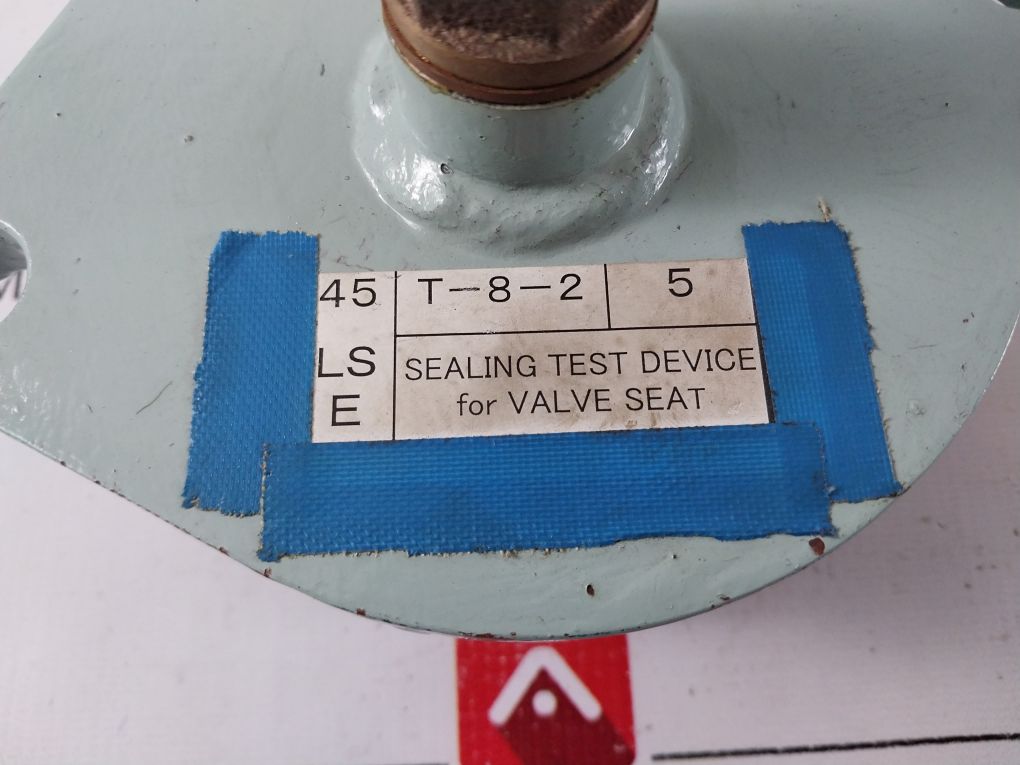 45 T-8-2 5
LS SEALING TEST DEVICE
E for VALVE SEAT